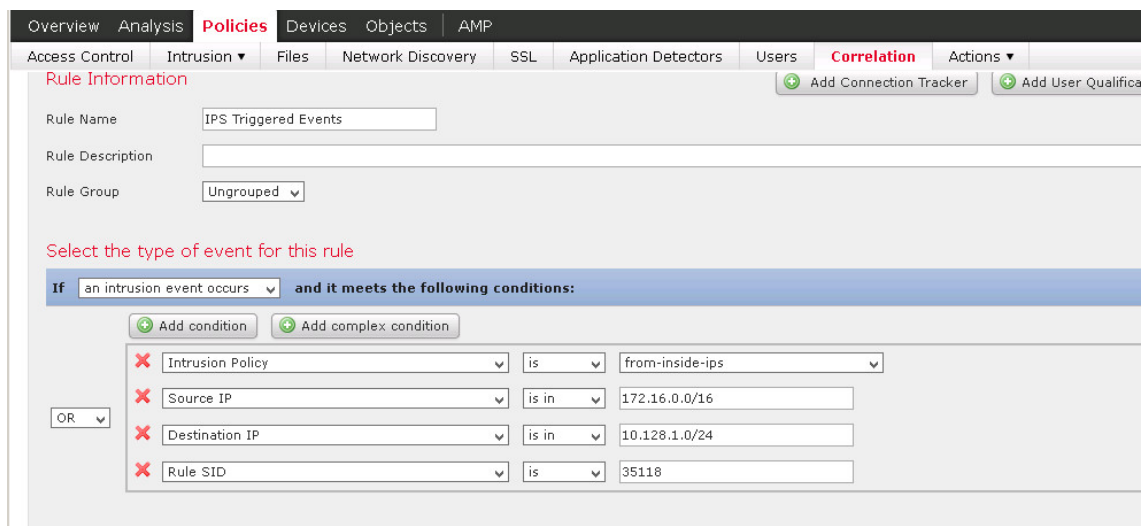 Overview Analysis Policies Devices Objects AMP
Access Control Intrusion ▾ Files Network Discovery SSL Application Detectors Users Correlation Actions ▾
Rule Information Add Connection Tracker Add User Qualifica
Rule Name IPS Triggered Events
Rule Description
Rule Group Ungrouped
Select the type of event for this rule
If an intrusion event occurs and it meets the following conditions:
Add condition Add complex condition
Intrusion Policy is from-inside-ips
Source IP is in 172.16.0.0/16
OR
Destination IP is in 10.128.1.0/24
Rule SID is 35118